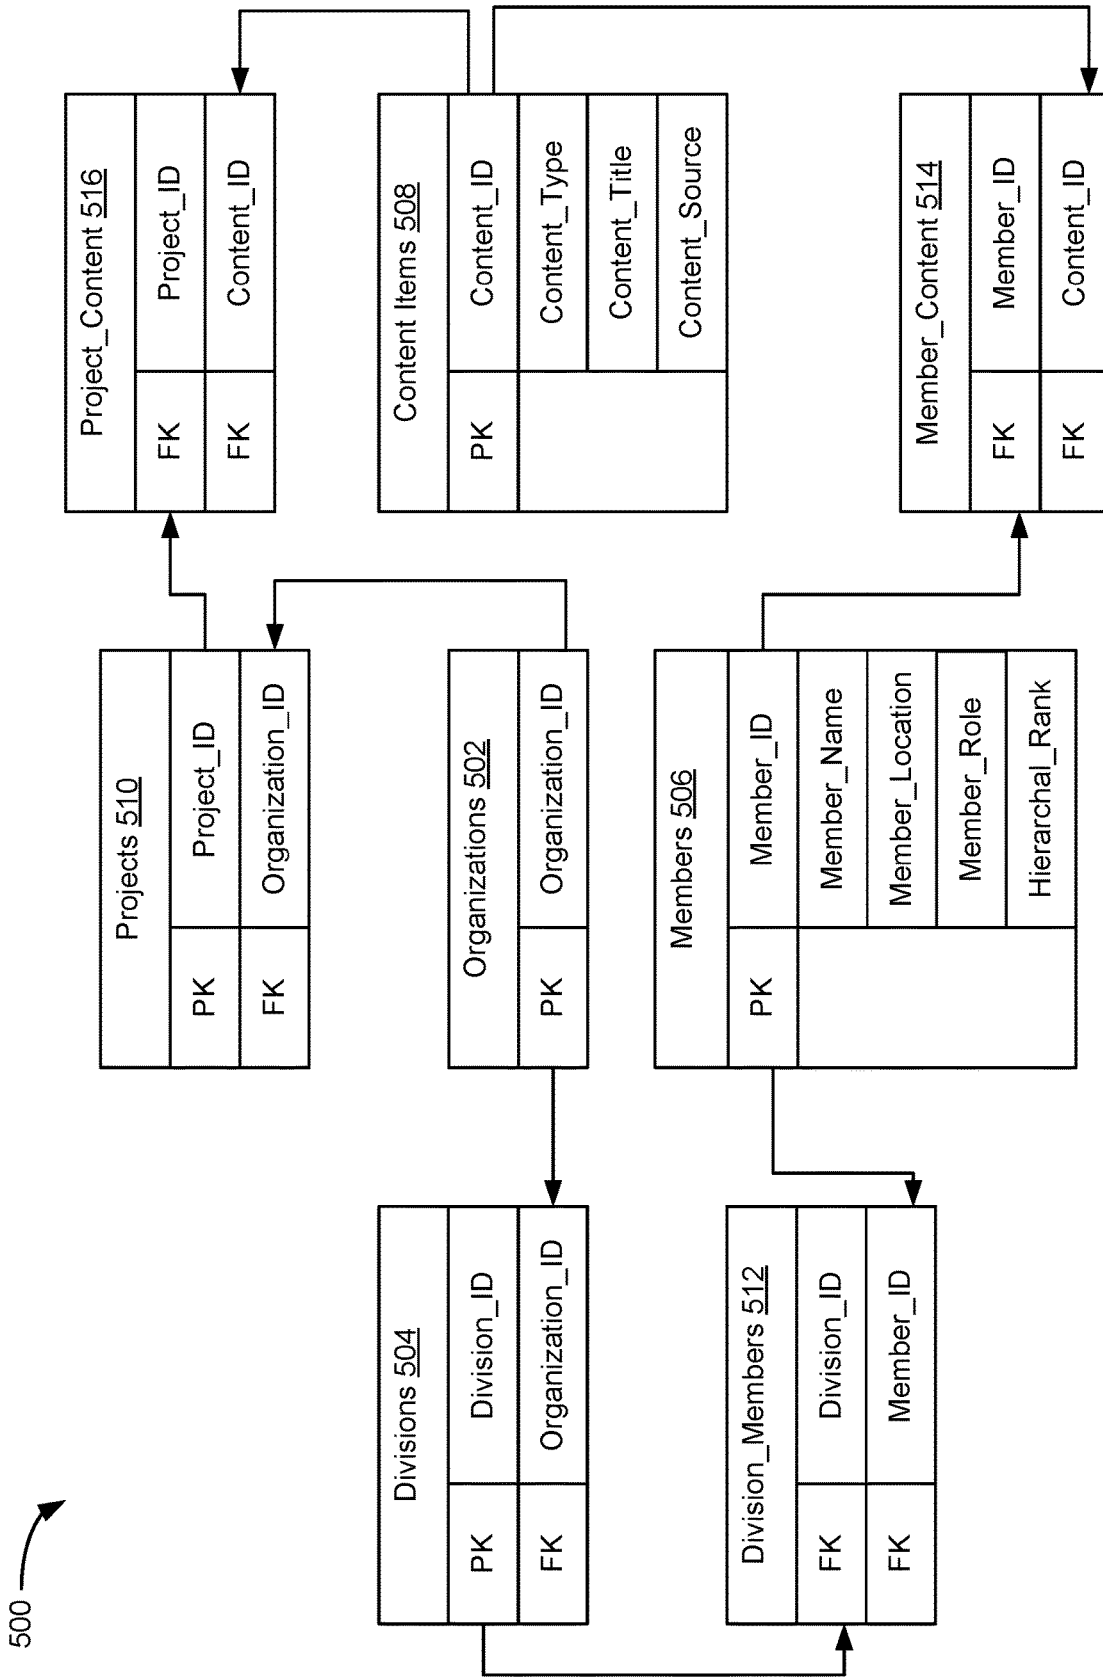 500
Divisions 504
PK Division_ID
FK Organization_ID
Division_Members 512
FK Division_ID
FK Member_ID
Projects 510
PK Project_ID
FK Organization_ID
Organizations 502
PK Organization_ID
Members 506
PK Member_ID
Member_Name
Member_Location
Member_Role
Hierarchal_Rank
Project_Content 516
FK Project_ID
FK Content_ID
Content Items 508
PK Content_ID
Content_Type
Content_Title
Content_Source
Member_Content 514
FK Member_ID
FK Content_ID